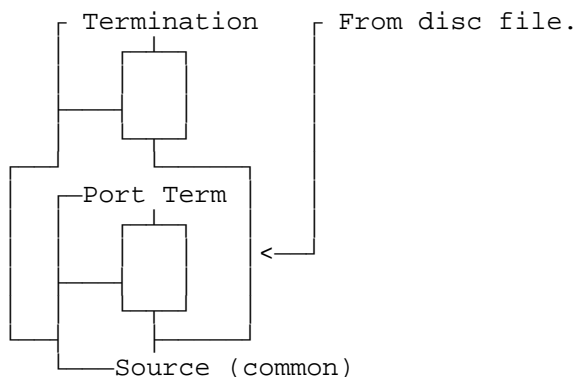 Termination
From disc file.
Port Term
<
Source (common)